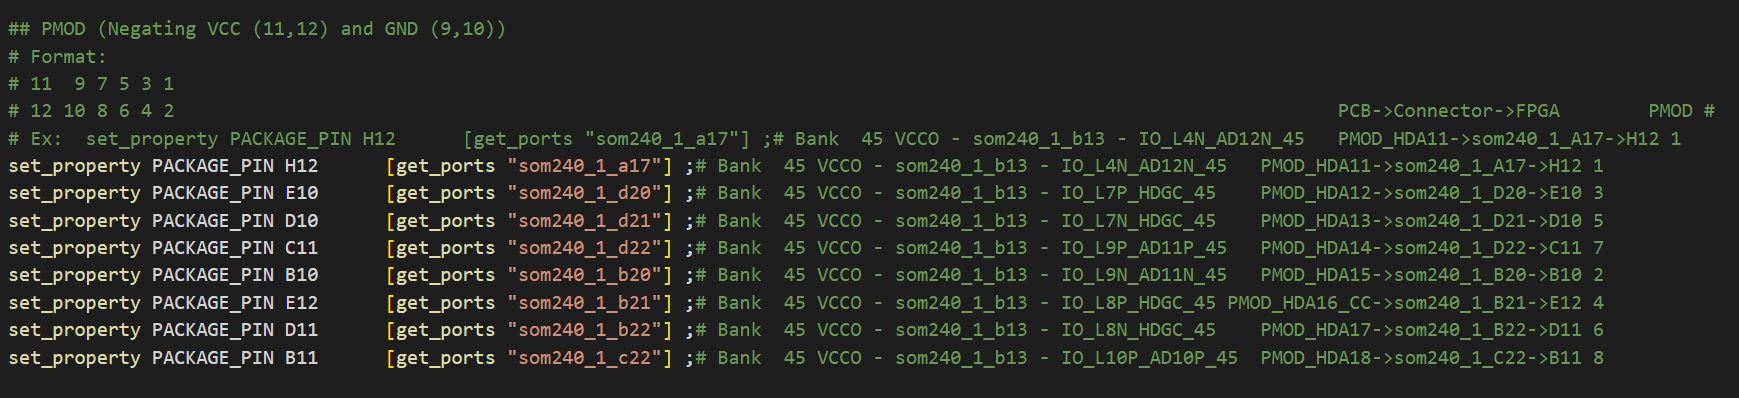 ## PMOD (Negating VCC (11,12) and GND (9,10))
# Format:
# 11  9 7 5 3 1
# 12 10 8 6 4 2                                                                                                          PCB->Connector->FPGA        PMOD #
# Ex:  set_property PACKAGE_PIN H12      [get_ports "som240_1_a17"] ;# Bank  45 VCCO - som240_1_b13 - IO_L4N_AD12N_45   PMOD_HDA11->som240_1_A17->H12 1
set_property PACKAGE_PIN H12      [get_ports "som240_1_a17"] ;# Bank  45 VCCO - som240_1_b13 - IO_L4N_AD12N_45   PMOD_HDA11->som240_1_A17->H12 1
set_property PACKAGE_PIN E10      [get_ports "som240_1_d20"] ;# Bank  45 VCCO - som240_1_b13 - IO_L7P_HDGC_45    PMOD_HDA12->som240_1_D20->E10 3
set_property PACKAGE_PIN D10      [get_ports "som240_1_d21"] ;# Bank  45 VCCO - som240_1_b13 - IO_L7N_HDGC_45    PMOD_HDA13->som240_1_D21->D10 5
set_property PACKAGE_PIN C11      [get_ports "som240_1_d22"] ;# Bank  45 VCCO - som240_1_b13 - IO_L9P_AD11P_45   PMOD_HDA14->som240_1_D22->C11 7
set_property PACKAGE_PIN B10      [get_ports "som240_1_b20"] ;# Bank  45 VCCO - som240_1_b13 - IO_L9N_AD11N_45   PMOD_HDA15->som240_1_B20->B10 2
set_property PACKAGE_PIN E12      [get_ports "som240_1_b21"] ;# Bank  45 VCCO - som240_1_b13 - IO_L8P_HDGC_45 PMOD_HDA16_CC->som240_1_B21->E12 4
set_property PACKAGE_PIN D11      [get_ports "som240_1_b22"] ;# Bank  45 VCCO - som240_1_b13 - IO_L8N_HDGC_45    PMOD_HDA17->som240_1_B22->D11 6
set_property PACKAGE_PIN B11      [get_ports "som240_1_c22"] ;# Bank  45 VCCO - som240_1_b13 - IO_L10P_AD10P_45  PMOD_HDA18->som240_1_C22->B11 8